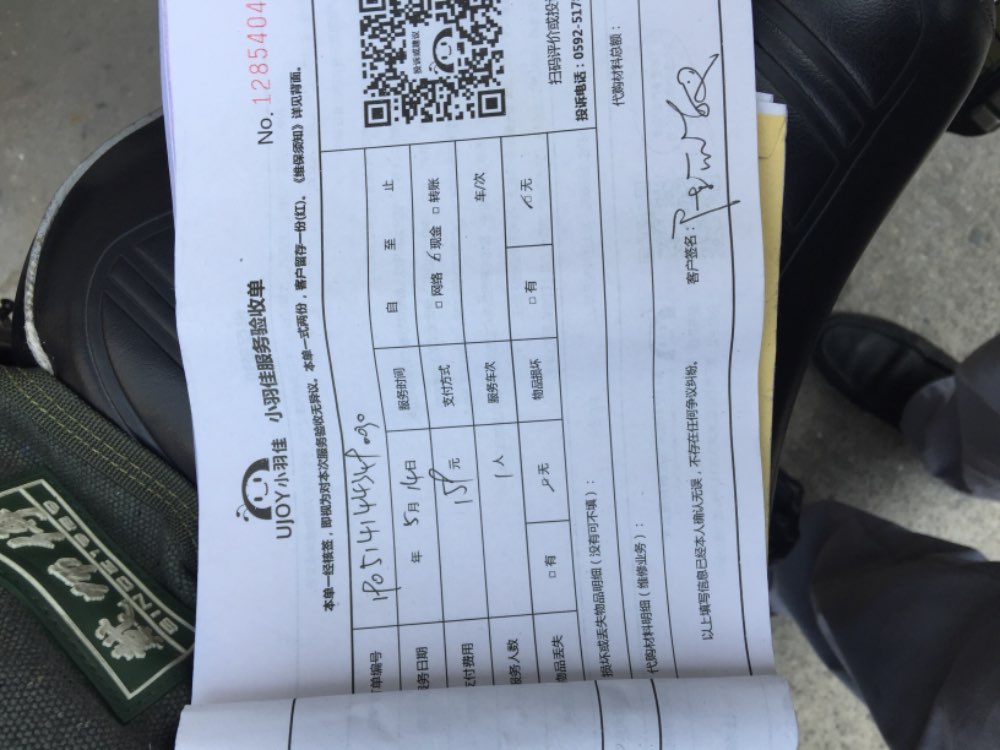 No.1285404
UJOY小羽佳 小羽佳服务验收单
本单一经接签，即视为对本次服务验收无异议。本单一式两份，客户留存一份(红)。《维保须知》详见背面。
单编号
务日期 年 5月14日 服务时间 自 至 止
支付费用 元 支付方式 □ 网络 现金 □ 转账
服务人数 1人 服务车次 车/次
物品丢失 □ 有 无 物品损坏 □ 有 无
投诉或建议
扫码评价或投
投诉电话：0592-517
损坏或丢失物品明细（没有可不填）：
代购材料明细（维修业务）： 代购材料总额：
以上填写信息已经本人确认无误，不存在任何争议纠纷。 客户签名：